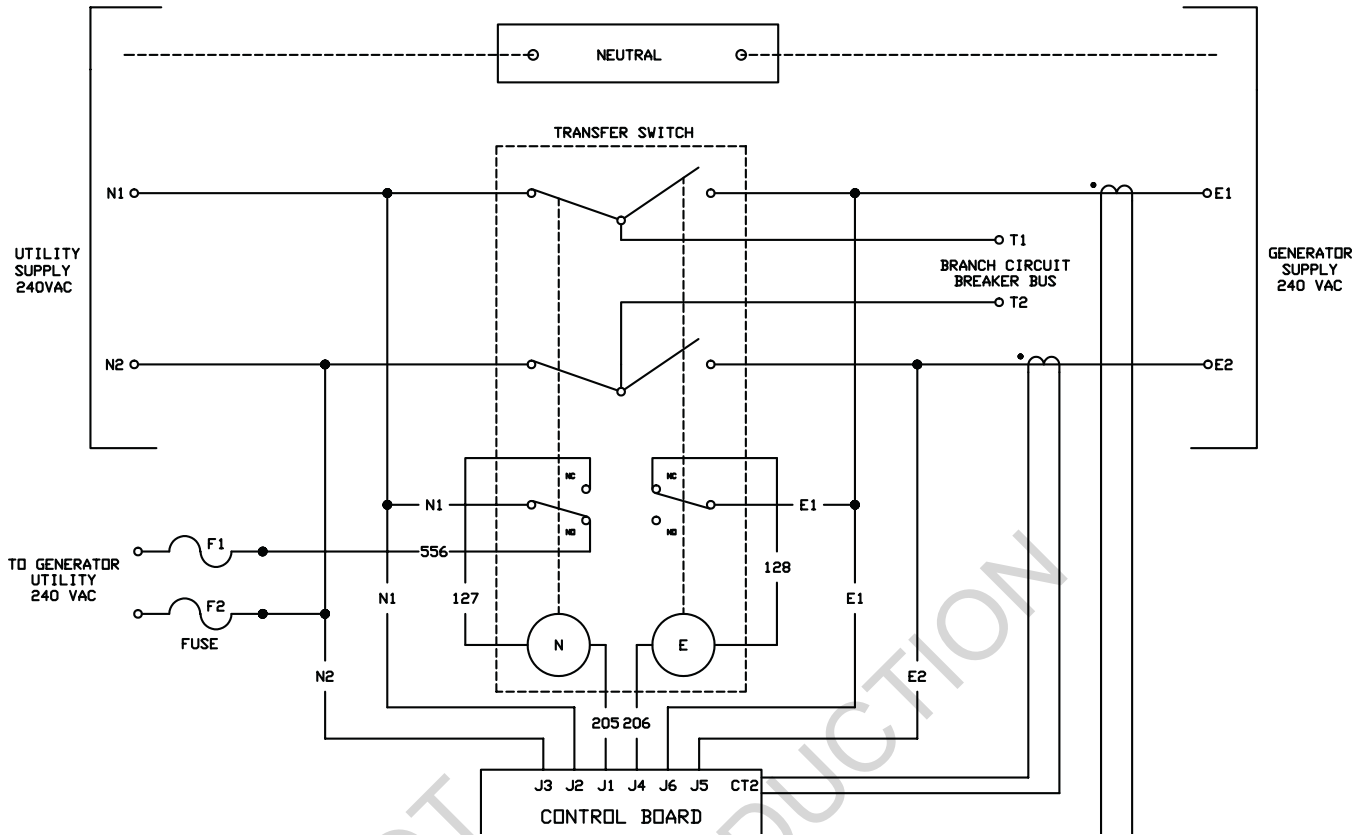 NEUTRAL
TRANSFER SWITCH
N1
E1
UTILITY
SUPPLY
240VAC
T1
BRANCH CIRCUIT
BREAKER BUS
T2
GENERATOR
SUPPLY
240 VAC
N2
E2
NC
NC
N1
E1
NO
NO
F1
556
TO GENERATOR
UTILITY
240 VAC
128
N1
127
E1
F2
FUSE
N
E
N2
E2
205 206
J3 J2 J1 J4 J6 J5 CT2
CONTROL BOARD
DUCTION